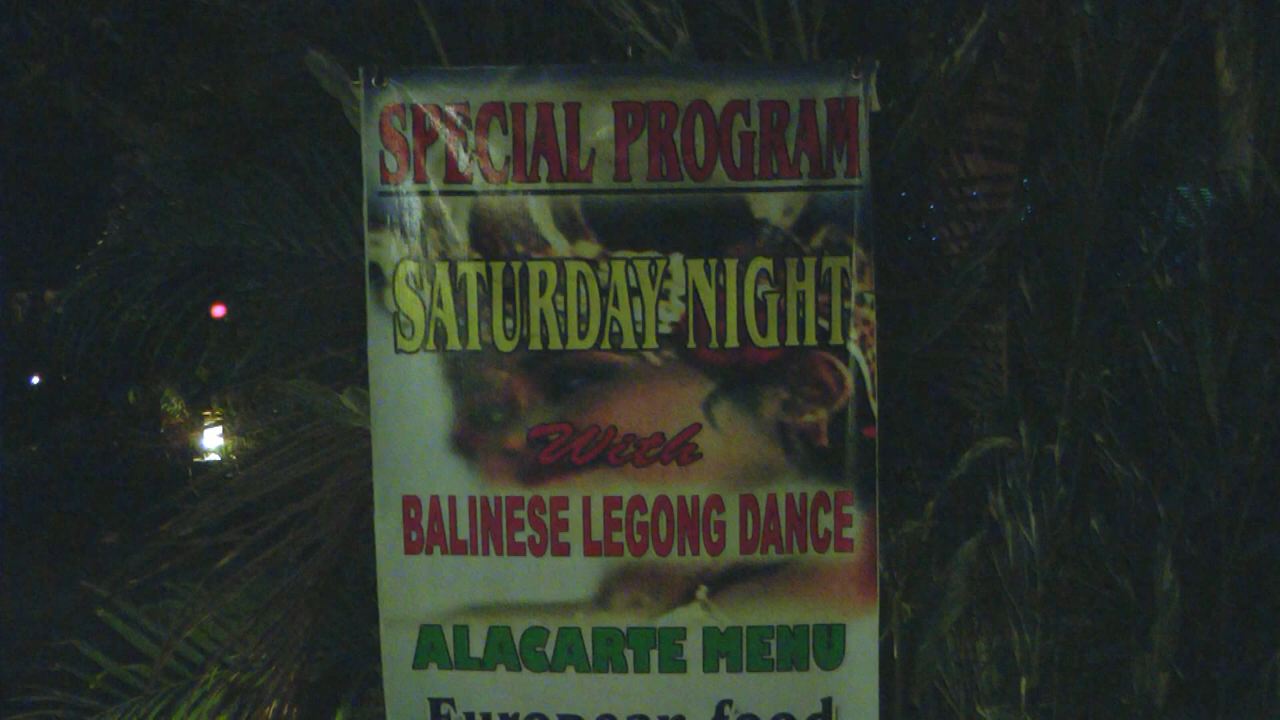 SPECIAL PROGRAM
SATURDAY NIGHT
With
BALINESE LEGONG DANCE
ALACARTE MENU
European food